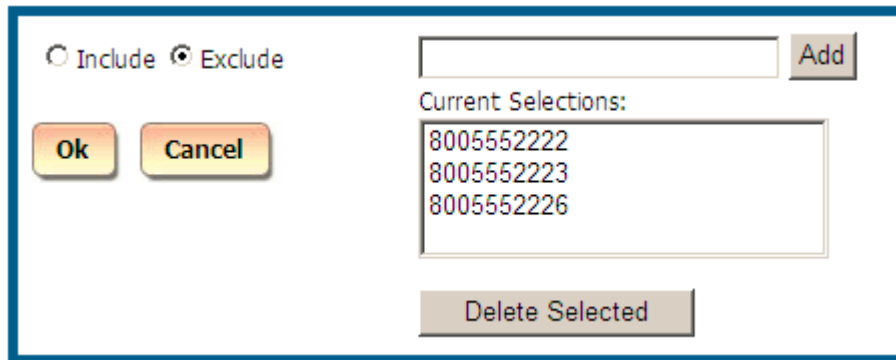 Include Exclude
Add
Current Selections:
Ok Cancel
8005552222
8005552223
8005552226
Delete Selected